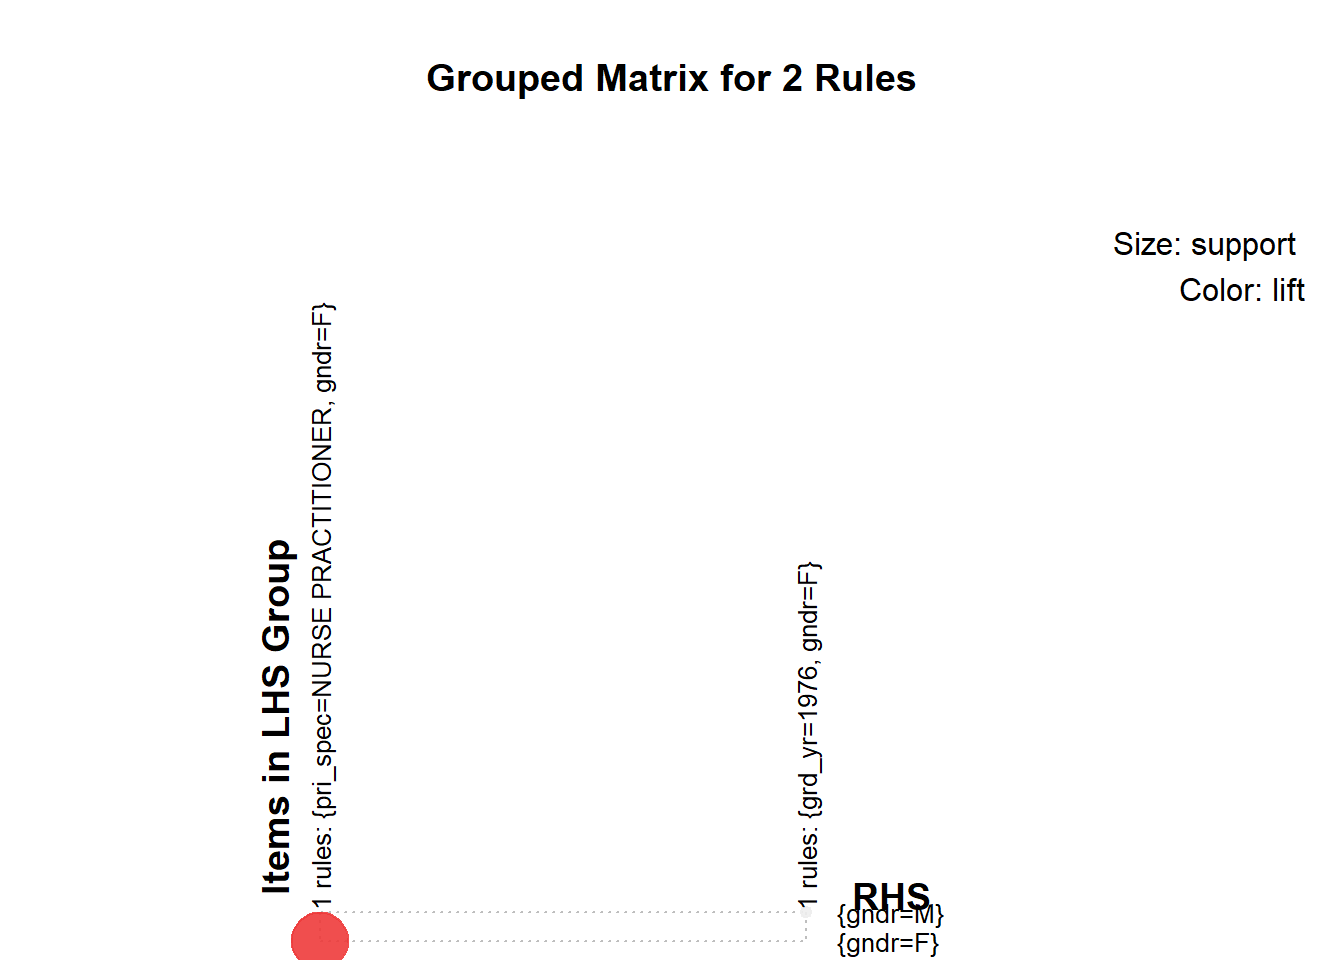 Grouped Matrix for 2 Rules
Size: support
Color: lift
Items in LHS Group
1 rules: {pri_spec=NURSE PRACTITIONER, gndr=F}
1 rules: {grd_yr=1976, gndr=F}
RHS
{gndr=M}
{gndr=F}